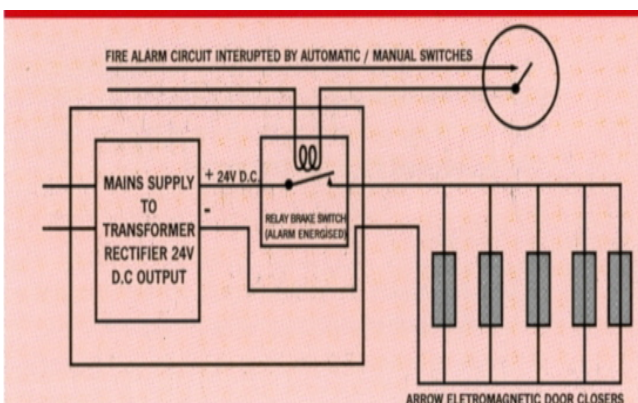 FIRE ALARM CIRCUIT INTERUPTED BY AUTOMATIC / MANUAL SWITCHES
MAINS SUPPLY
TO
TRANSFORMER
RECTIFIER 24V
D.C OUTPUT
+ 24V D.C.
-
RELAY BRAKE SWITCH
(ALARM ENERGISED)
ARROW ELETROMAGNETIC DOOR CLOSERS